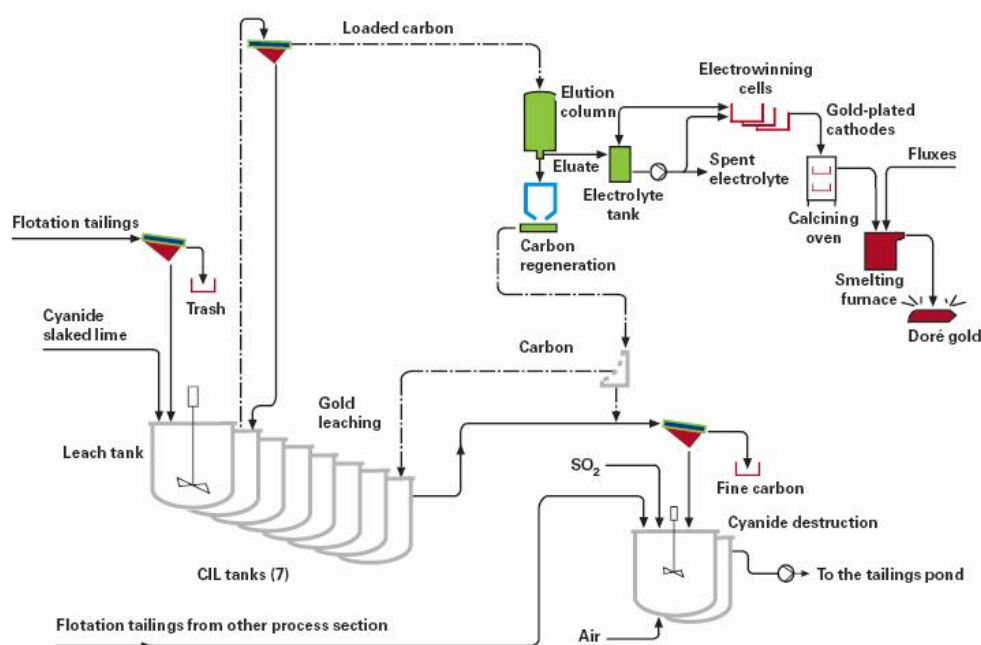 Loaded carbon
Elution
column
Electrowinning
cells
Gold-plated
cathodes
Fluxes
Eluate
Electrolyte
tank
Spent
electrolyte
Calcining
oven
Smelting
furnace
Doré gold
Flotation tailings
Trash
Carbon
regeneration
Cyanide
slaked lime
Carbon
Gold
leaching
Leach tank
SO₂
Fine carbon
Cyanide destruction
CIL tanks (7)
To the tailings pond
Flotation tailings from other process section
Air